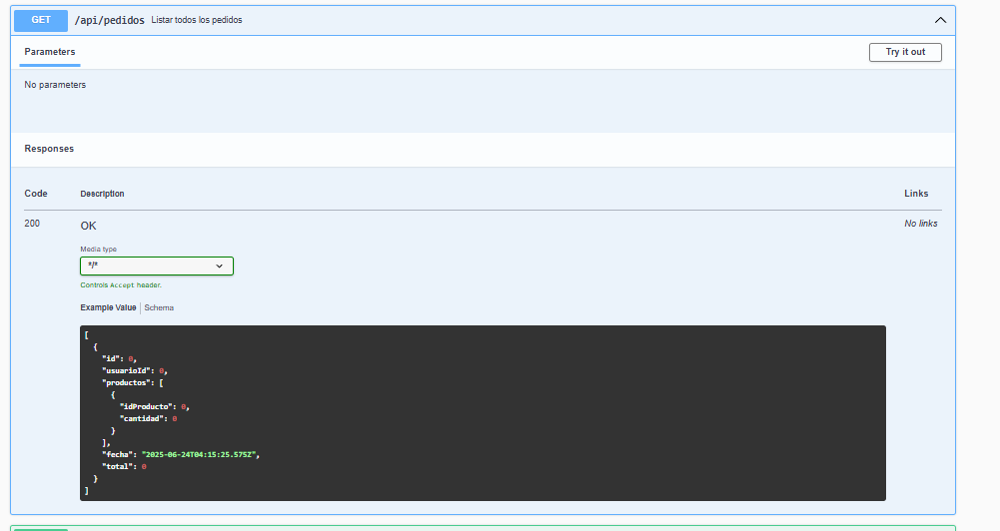 GET /api/pedidos Listar todos los pedidos
Parameters Try it out
No parameters
Responses
Code Description Links
200 OK No links
Media type
*/*
Controls Accept header.
Example Value Schema
[
  {
    "id": 0,
    "usuarioId": 0,
    "productos": [
      {
        "idProducto": 0,
        "cantidad": 0
      }
    ],
    "fecha": "2025-06-24T04:15:25.575Z",
    "total": 0
  }
]